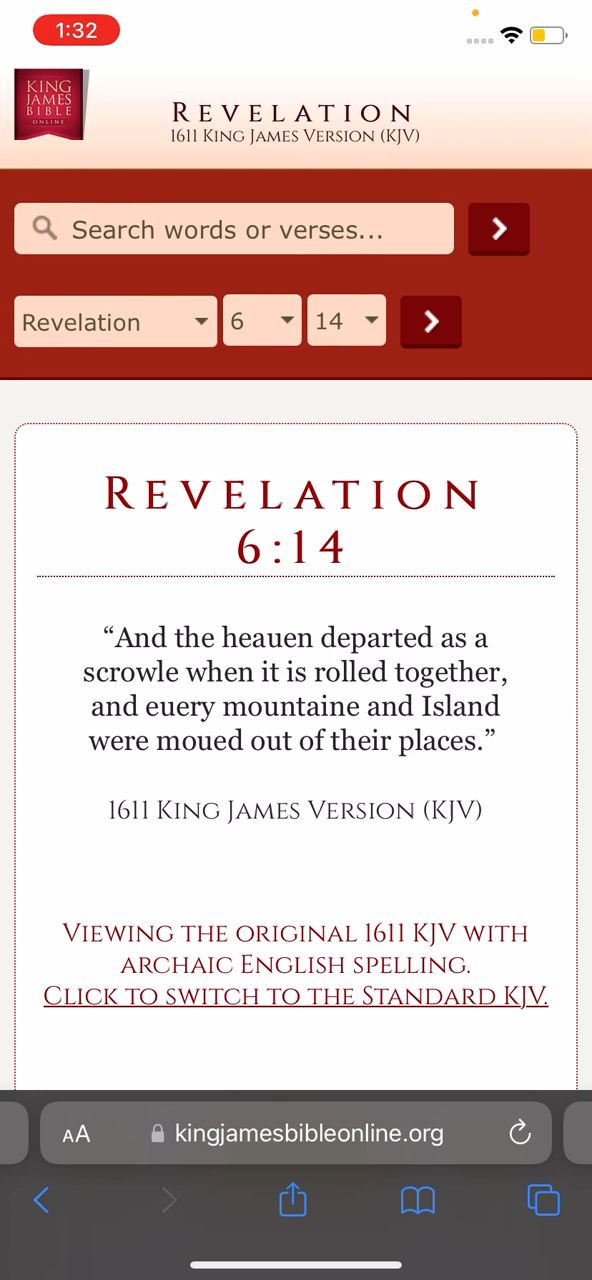 1:32
KING
JAMES
BIBLE
ONLINE
REVELATION
1611 KING JAMES VERSION (KJV)
Search words or verses...
Revelation 6 14
REVELATION
6:14
“And the heauen departed as a
scrowle when it is rolled together,
and euery mountaine and Island
were moued out of their places.”
1611 KING JAMES VERSION (KJV)
VIEWING THE ORIGINAL 1611 KJV WITH
ARCHAIC ENGLISH SPELLING.
CLICK TO SWITCH TO THE STANDARD KJV.
AA kingjamesbibleonline.org